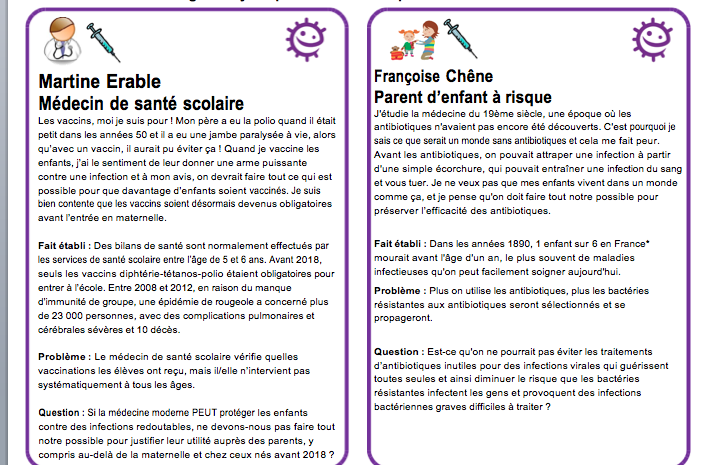 Martine Erable
Médecin de santé scolaire
Les vaccins, moi je suis pour ! Mon père a eu la polio quand il était
petit dans les années 50 et il a eu une jambe paralysée à vie, alors
qu'avec un vaccin, il aurait pu éviter ça ! Quand je vaccine les
enfants, j'ai le sentiment de leur donner une arme puissante
contre une infection et à mon avis, on devrait faire tout ce qui est
possible pour que davantage d'enfants soient vaccinés. Je suis
bien contente que les vaccins soient désormais devenus obligatoires
avant l'entrée en maternelle.
Fait établi : Des bilans de santé sont normalement effectués par
les services de santé scolaire entre l'âge de 5 et 6 ans. Avant 2018,
seuls les vaccins diphtérie-tétanos-polio étaient obligatoires pour
entrer à l'école. Entre 2008 et 2012, en raison du manque
d'immunité de groupe, une épidémie de rougeole a concerné plus
de 23 000 personnes, avec des complications pulmonaires et
cérébrales sévères et 10 décès.
Problème : Le médecin de santé scolaire vérifie quelles
vaccinations les élèves ont reçu, mais il/elle n'intervient pas
systématiquement à tous les âges.
Question : Si la médecine moderne PEUT protéger les enfants
contre des infections redoutables, ne devons-nous pas faire tout
notre possible pour justifier leur utilité auprès des parents, y
compris au-delà de la maternelle et chez ceux nés avant 2018 ?
Françoise Chêne
Parent d'enfant à risque
J'étudie la médecine du 19ème siècle, une époque où les
antibiotiques n'avaient pas encore été découverts. C'est pourquoi je
sais ce que serait un monde sans antibiotiques et cela me fait peur.
Avant les antibiotiques, on pouvait attraper une infection à partir
d'une simple écorchure, qui pouvait entraîner une infection du sang
et vous tuer. Je ne veux pas que mes enfants vivent dans un monde
comme ça, et je pense qu'on doit faire tout notre possible pour
préserver l'efficacité des antibiotiques.
Fait établi : Dans les années 1890, 1 enfant sur 6 en France*
mourait avant l'âge d'un an, le plus souvent de maladies
infectieuses qu'on peut facilement soigner aujourd'hui.
Problème : Plus on utilise les antibiotiques, plus les bactéries
résistantes aux antibiotiques seront sélectionnés et se
propageront.
Question : Est-ce qu'on ne pourrait pas éviter les traitements
d'antibiotiques inutiles pour des infections virales qui guérissent
toutes seules et ainsi diminuer le risque que les bactéries
résistantes infectent les gens et provoquent des infections
bactériennes graves difficiles à traiter ?